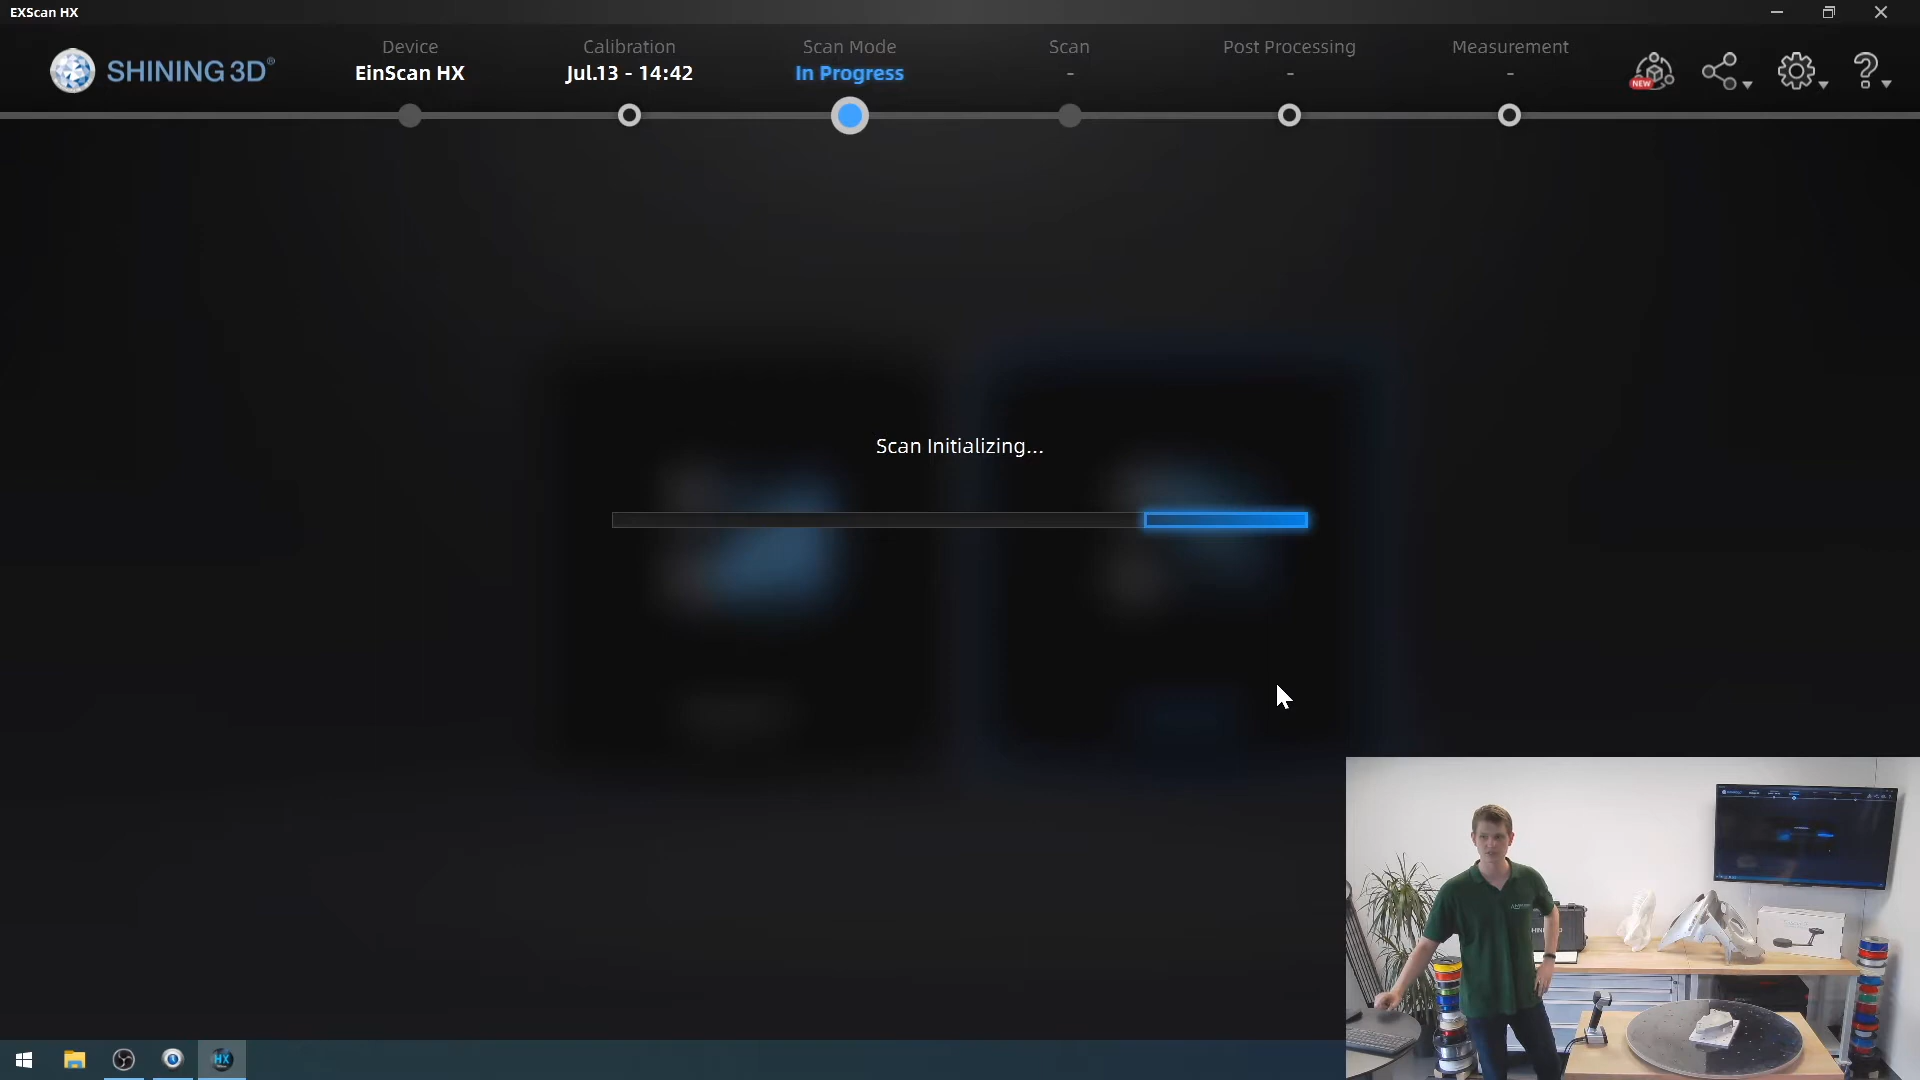 EXScan HX
SHINING 3D®
Device
EinScan HX
Calibration
Jul.13 - 14:42
Scan Mode
In Progress
Scan
-
Post Processing
-
Measurement
-
NEW
Scan Initializing...
HX